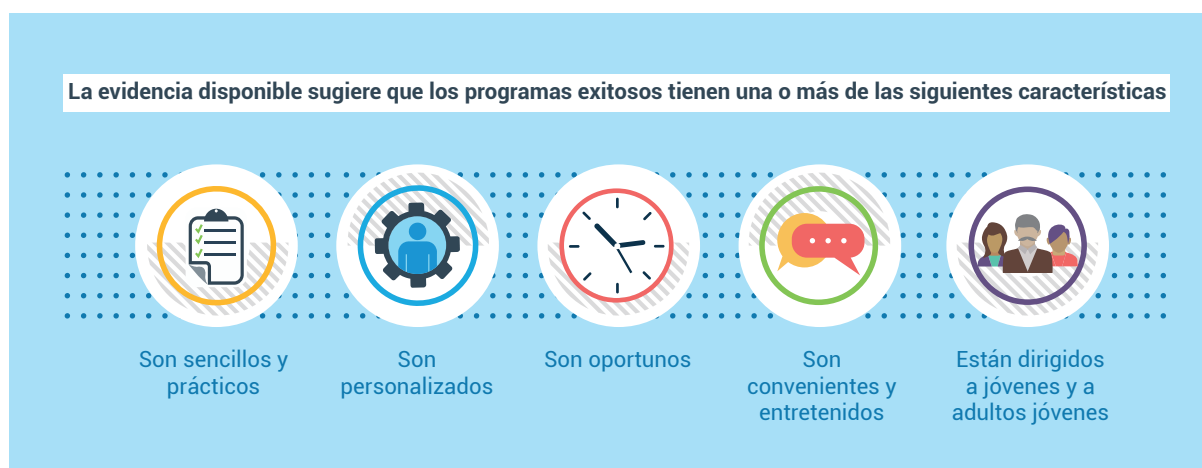 La evidencia disponible sugiere que los programas exitosos tienen una o más de las siguientes características
Son sencillos y
prácticos
Son
personalizados
Son oportunos
Son
convenientes y
entretenidos
Están dirigidos
a jóvenes y a
adultos jóvenes